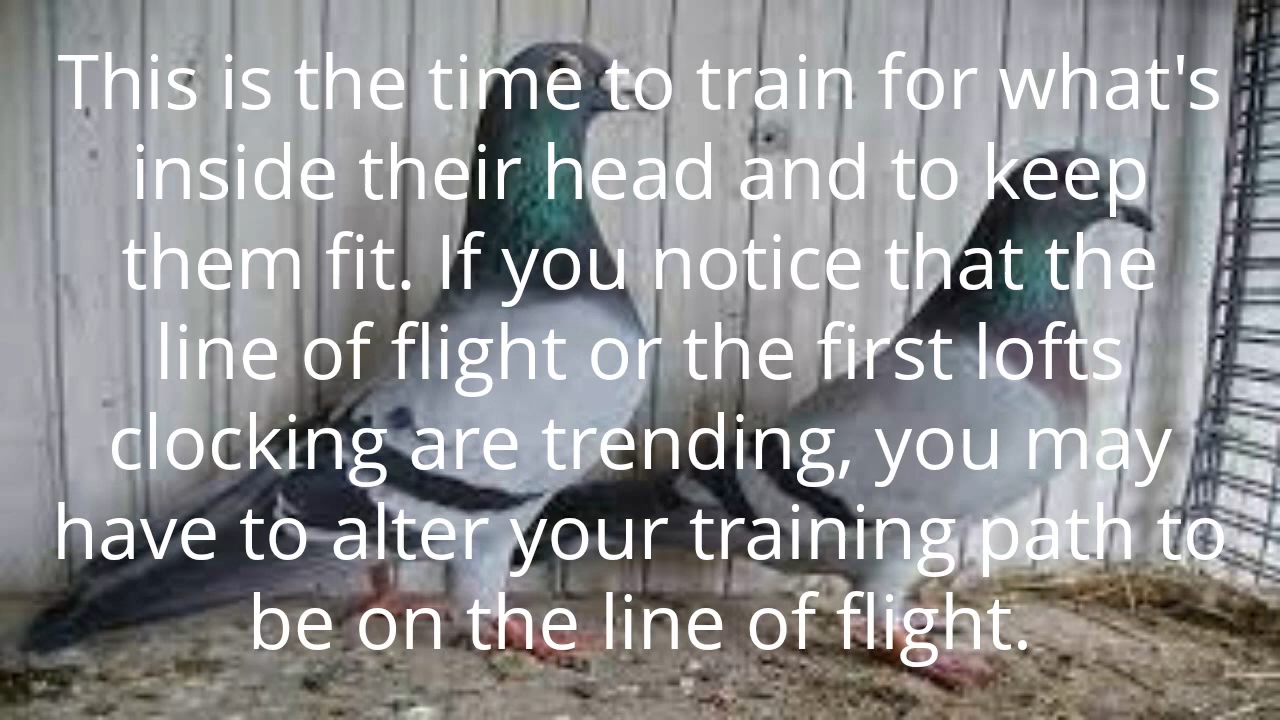 This is the time to train for what's
inside their head and to keep
them fit. If you notice that the
line of flight or the first lofts
clocking are trending, you may
have to alter your training path to
be on the line of flight.